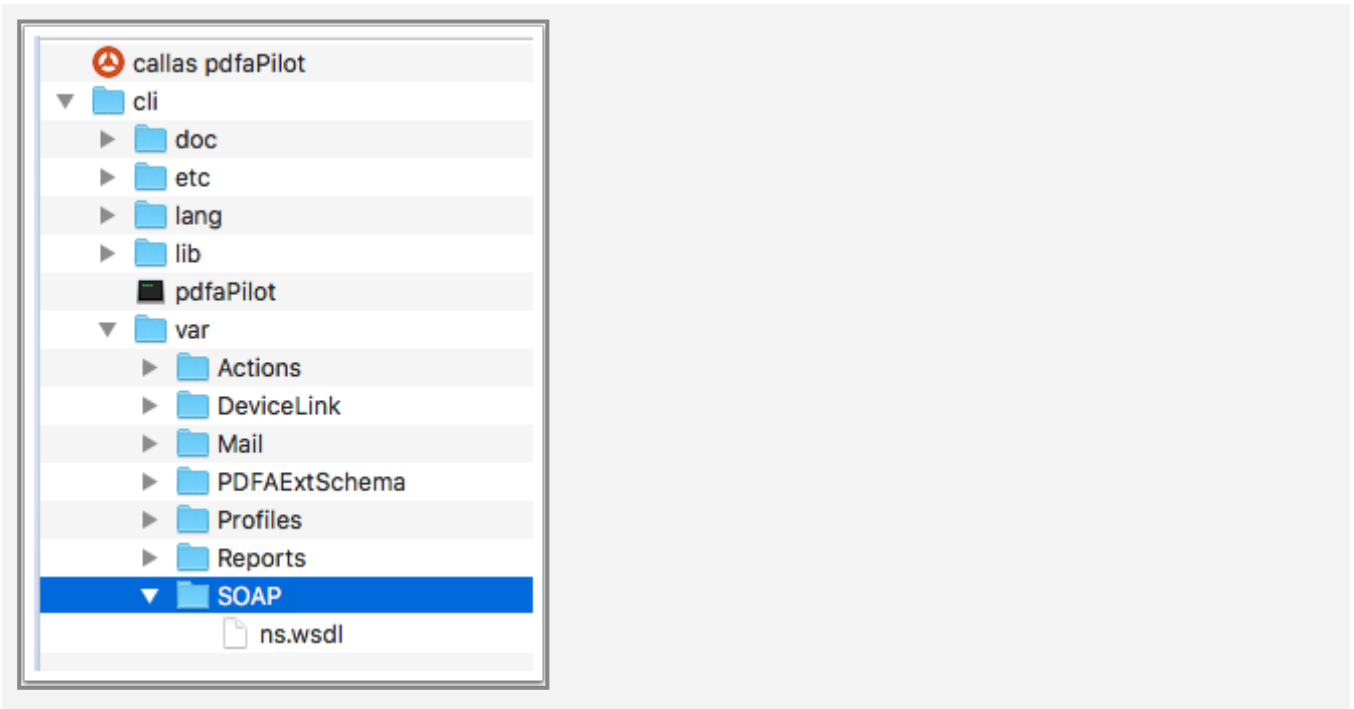 callas pdfaPilot
cli
doc
etc
lang
lib
pdfaPilot
var
Actions
DeviceLink
Mail
PDFAExtSchema
Profiles
Reports
SOAP
ns.wsdl